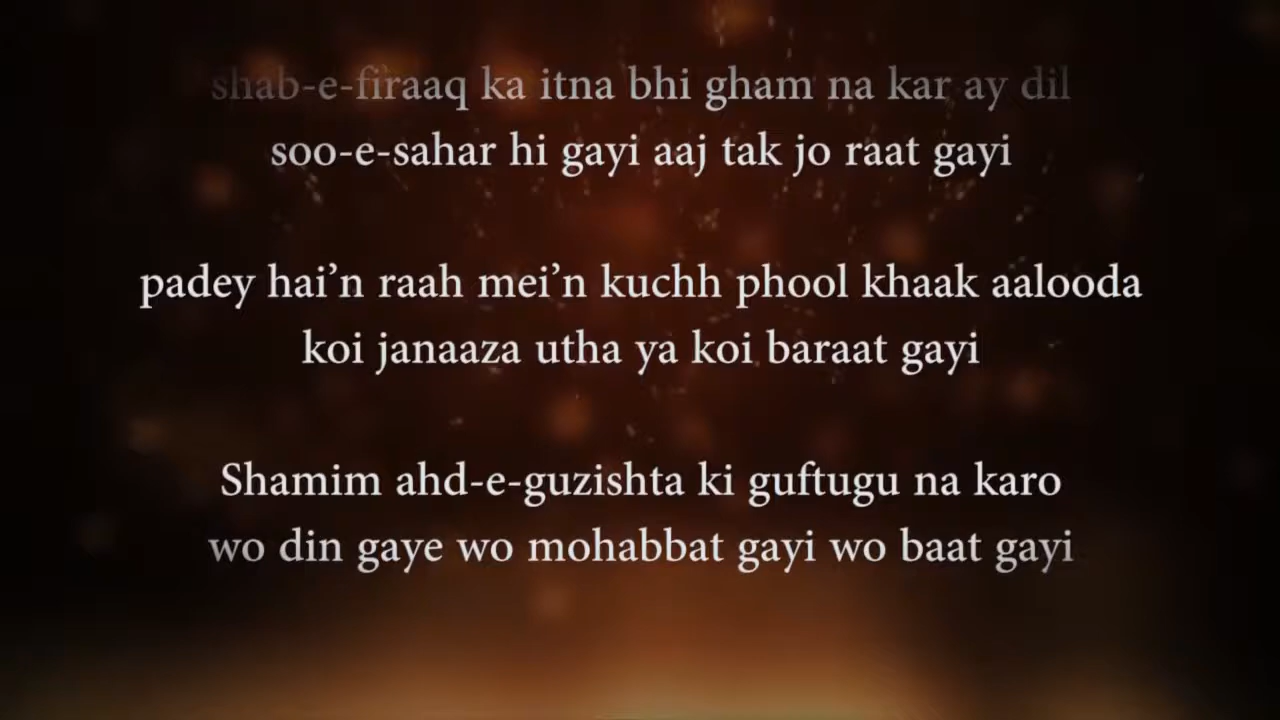 shab-e-firaaq ka itna bhi gham na kar ay dil
soo-e-sahar hi gayi aaj tak jo raat gayi
padey hai’n raah mei’n kuchh phool khaak aalooda
koi janaaza utha ya koi baraat gayi
Shamim ahd-e-guzishta ki guftugu na karo
wo din gaye wo mohabbat gayi wo baat gayi